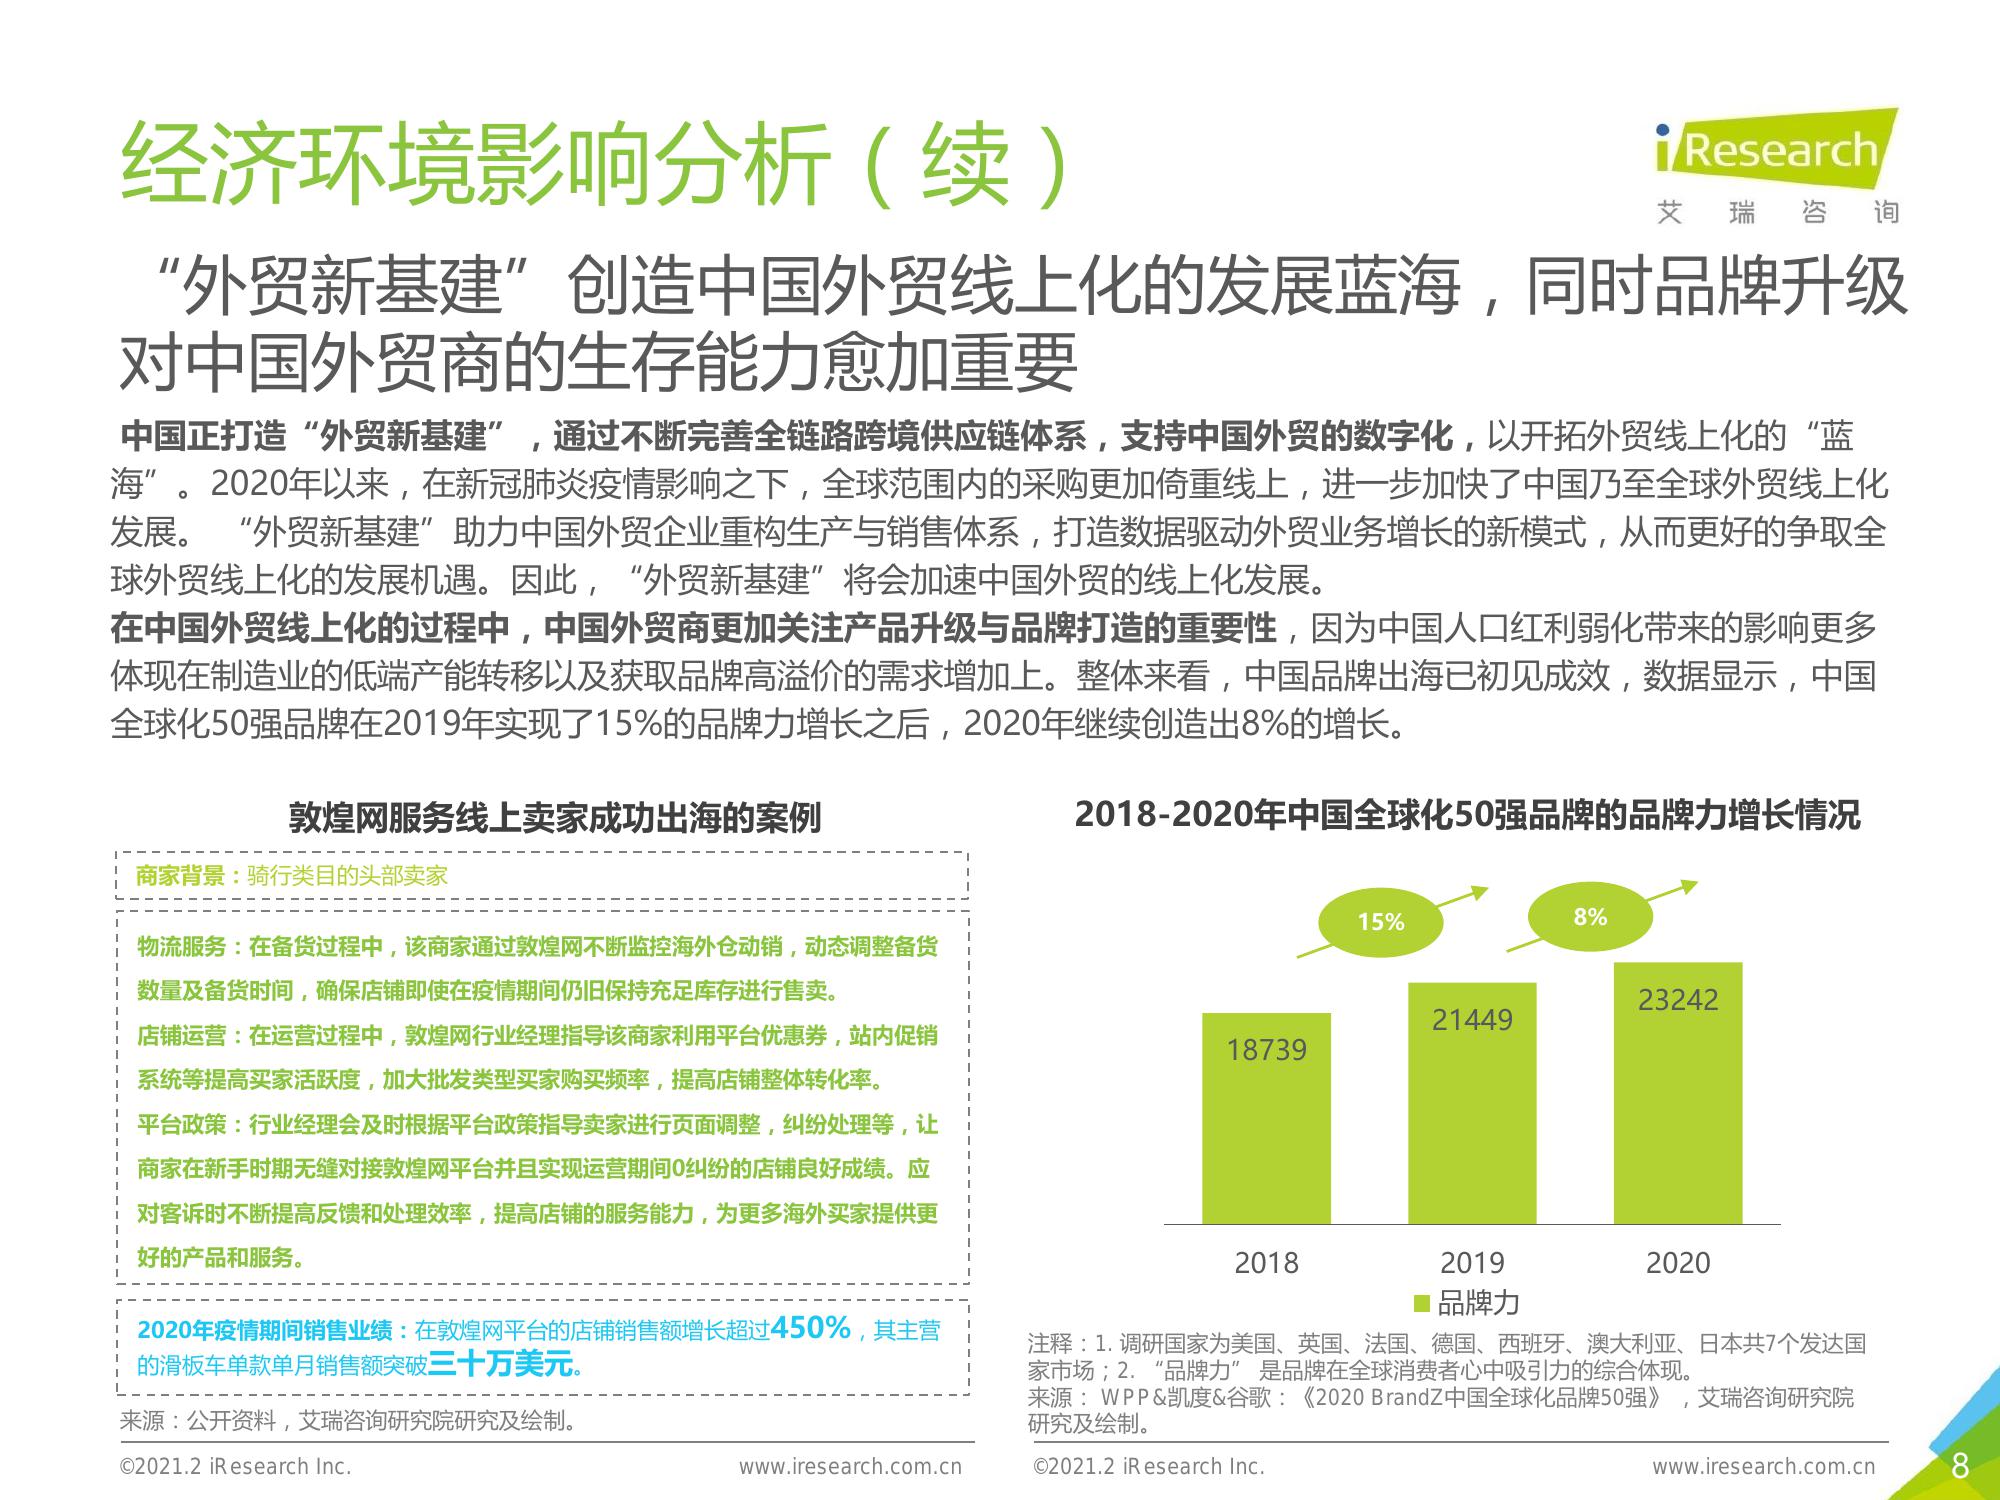 经济环境影响分析（续）
iResearch
艾瑞咨询
“外贸新基建”创造中国外贸线上化的发展蓝海，同时品牌升级
对中国外贸商的生存能力愈加重要
中国正打造“外贸新基建”，通过不断完善全链路跨境供应链体系，支持中国外贸的数字化，以开拓外贸线上化的“蓝
海”。2020年以来，在新冠肺炎疫情影响之下，全球范围内的采购更加倚重线上，进一步加快了中国乃至全球外贸线上化
发展。“外贸新基建”助力中国外贸企业重构生产与销售体系，打造数据驱动外贸业务增长的新模式，从而更好的争取全
球外贸线上化的发展机遇。因此，“外贸新基建”将会加速中国外贸的线上化发展。
在中国外贸线上化的过程中，中国外贸商更加关注产品升级与品牌打造的重要性，因为中国人口红利弱化带来的影响更多
体现在制造业的低端产能转移以及获取品牌高溢价的需求增加上。整体来看，中国品牌出海已初见成效，数据显示，中国
全球化50强品牌在2019年实现了15%的品牌力增长之后，2020年继续创造出8%的增长。
敦煌网服务线上卖家成功出海的案例
商家背景：骑行类目的头部卖家
物流服务：在备货过程中，该商家通过敦煌网不断监控海外仓动销，动态调整备货
数量及备货时间，确保店铺即使在疫情期间仍旧保持充足库存进行售卖。
店铺运营：在运营过程中，敦煌网行业经理指导该商家利用平台优惠券，站内促销
系统等提高买家活跃度，加大批发类型买家购买频率，提高店铺整体转化率。
平台政策：行业经理会及时根据平台政策指导卖家进行页面调整，纠纷处理等，让
商家在新手时期无缝对接敦煌网平台并且实现运营期间0纠纷的店铺良好成绩。应
对客诉时不断提高反馈和处理效率，提高店铺的服务能力，为更多海外买家提供更
好的产品和服务。
2020年疫情期间销售业绩：在敦煌网平台的店铺销售额增长超过450%，其主营
的滑板车单款单月销售额突破三十万美元。
来源：公开资料，艾瑞咨询研究院研究及绘制。
2018-2020年中国全球化50强品牌的品牌力增长情况
15%
8%
18739
21449
23242
2018
2019
2020
品牌力
注释：1. 调研国家为美国、英国、法国、德国、西班牙、澳大利亚、日本共7个发达国
家市场；2. “品牌力” 是品牌在全球消费者心中吸引力的综合体现。
来源：WPP&凯度&谷歌：《2020 BrandZ中国全球化品牌50强》，艾瑞咨询研究院
研究及绘制。
©2021.2 iResearch Inc.
www.iresearch.com.cn
©2021.2 iResearch Inc.
www.iresearch.com.cn
8